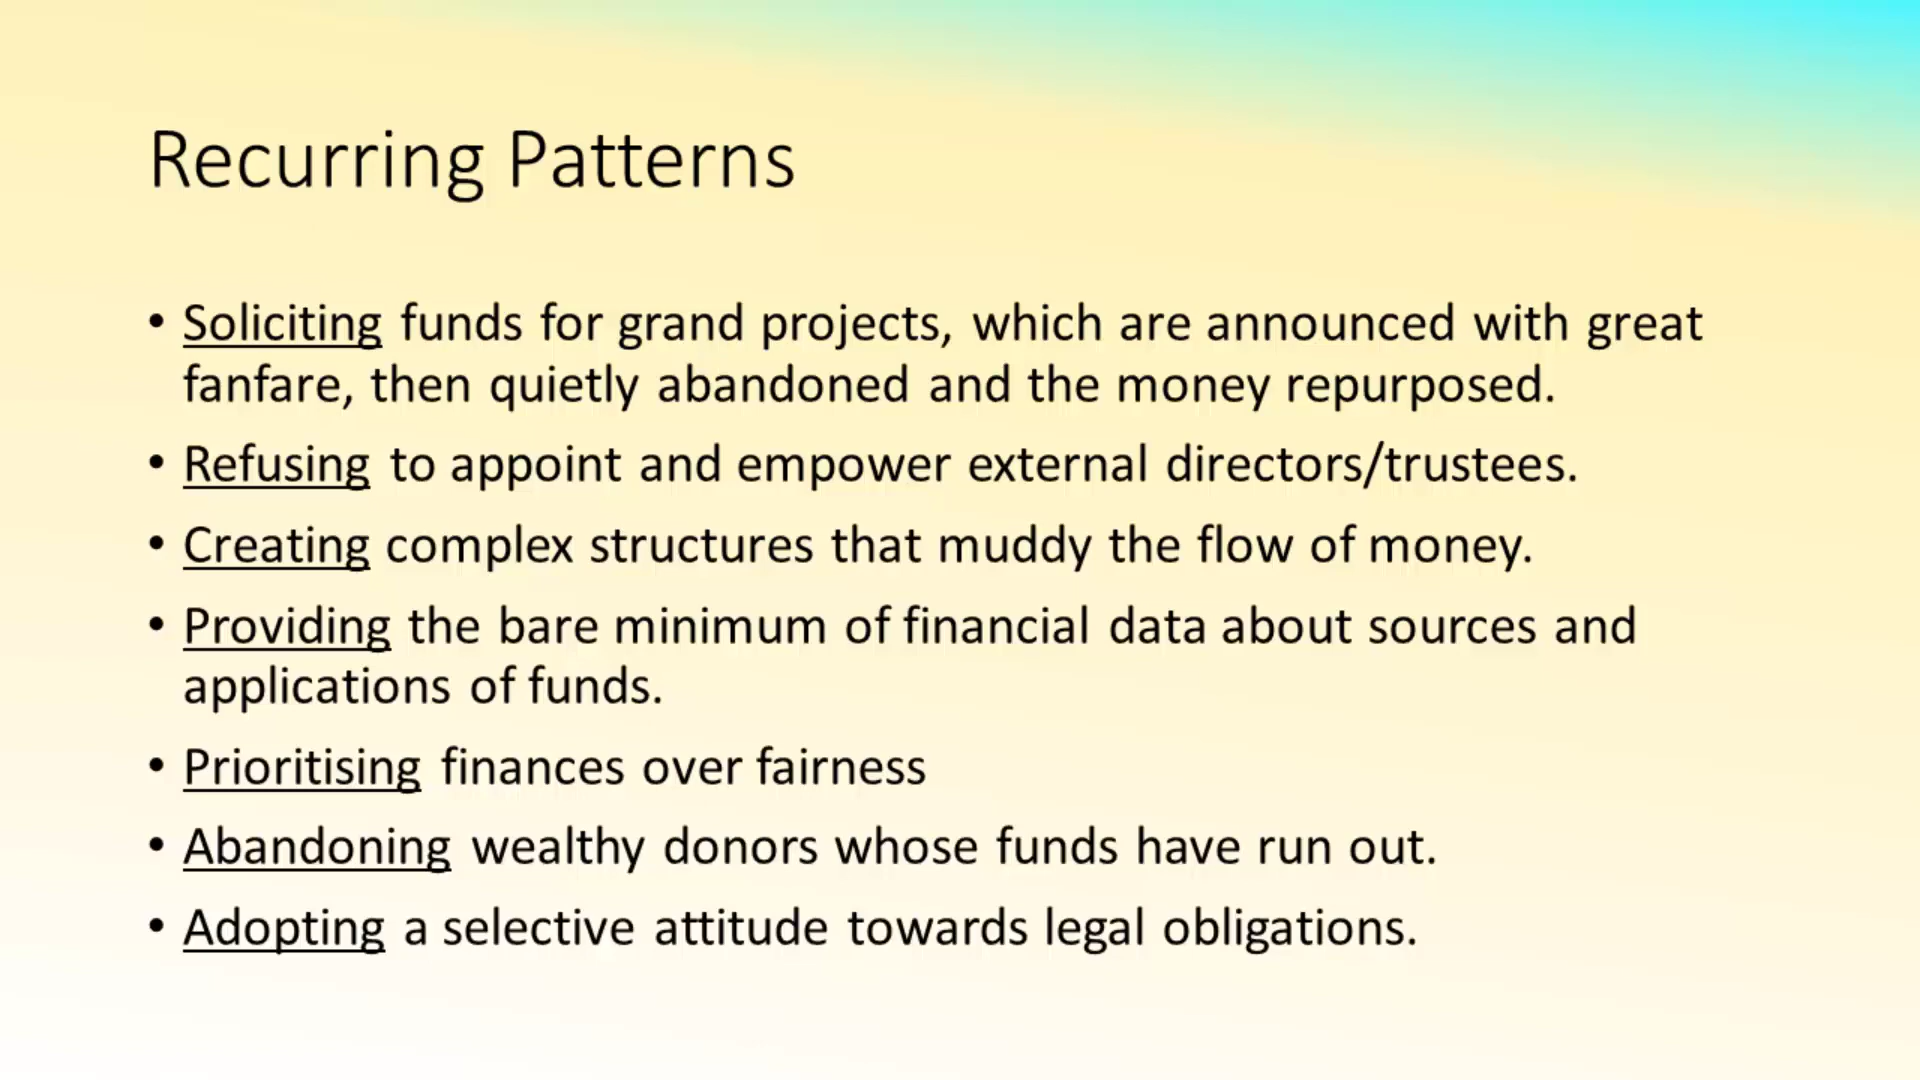 Recurring Patterns
• Soliciting funds for grand projects, which are announced with great
fanfare, then quietly abandoned and the money repurposed.
• Refusing to appoint and empower external directors/trustees.
• Creating complex structures that muddy the flow of money.
• Providing the bare minimum of financial data about sources and
applications of funds.
• Prioritising finances over fairness
• Abandoning wealthy donors whose funds have run out.
• Adopting a selective attitude towards legal obligations.